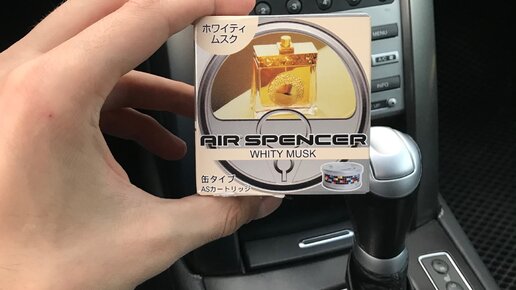 ホワイティ
ムスク
AIR SPENCER
WHITY MUSK
缶タイプ
ASカートリッジ
MENU
A/S
INFO